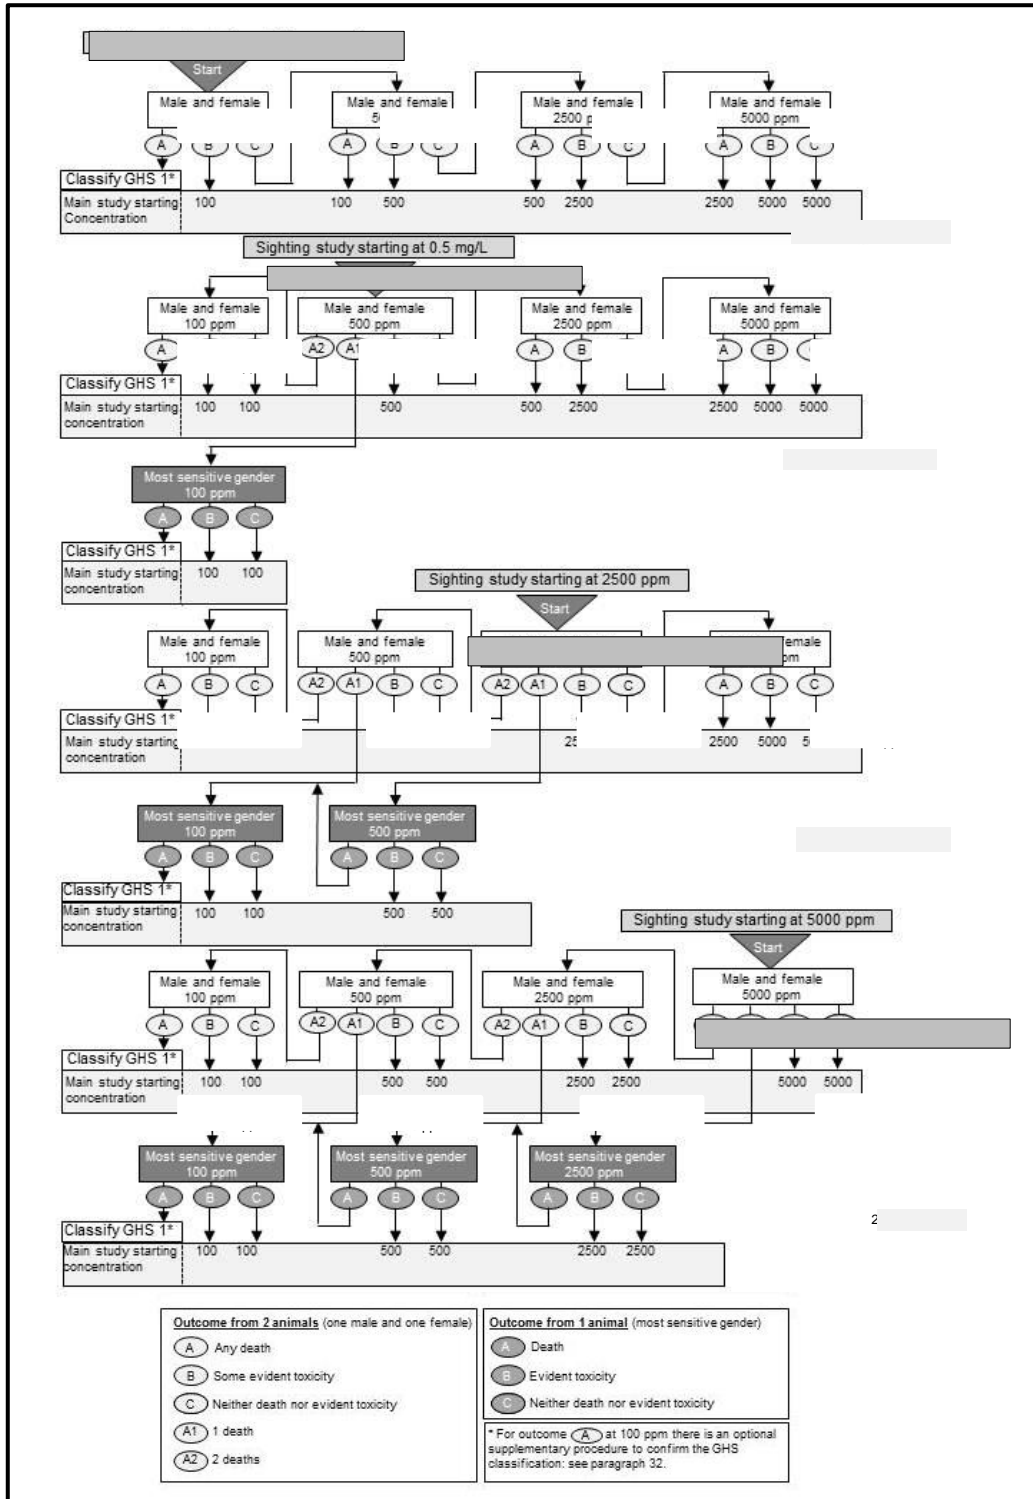 Start
Male and female Male and female Male and female Male and female
2500 5000 ppm
A B C A B C A B C A B C
Classify GHS 1*
Main study starting 100 100 500 500 2500 2500 5000 5000
Concentration
Sighting study starting at 0.5 mg/L
Male and female Male and female Male and female Male and female
100 ppm 500 ppm 2500 ppm 5000 ppm
A A2 A1 A B A B
Classify GHS 1*
Main study starting 100 100 500 500 2500 2500 5000 5000
concentration
Most sensitive gender
100 ppm
A B C
Classify GHS 1*
Main study starting 100 100
concentration
Sighting study starting at 2500 ppm
Start
Male and female Male and female
100 ppm 500 ppm
A B C A2 A1 B C A2 A1 B C A B C
Classify GHS 1*
Main study starting 2500 5000
concentration
Most sensitive gender Most sensitive gender
100 ppm 500 ppm
A B C A B C
Classify GHS 1*
Main study starting 100 100 500 500
concentration
Sighting study starting at 5000 ppm
Start
Male and female Male and female Male and female Male and female
100 ppm 500 ppm 2500 ppm 5000 ppm
A B C A2 A1 B C A2 A1 B C
Classify GHS 1*
Main study starting 100 100 500 500 2500 2500 5000 5000
concentration
Most sensitive gender Most sensitive gender Most sensitive gender
100 ppm 500 ppm 2500 ppm
A B C A B C A B C
2
Classify GHS 1*
Main study starting 100 100 500 500 2500 2500
concentration
Outcome from 2 animals (one male and one female)
A Any death
B Some evident toxicity
C Neither death nor evident toxicity
A1 1 death
A2 2 deaths
Outcome from 1 animal (most sensitive gender)
A Death
B Evident toxicity
C Neither death nor evident toxicity
* For outcome A at 100 ppm there is an optional
supplementary procedure to confirm the GHS
classification: see paragraph 32.